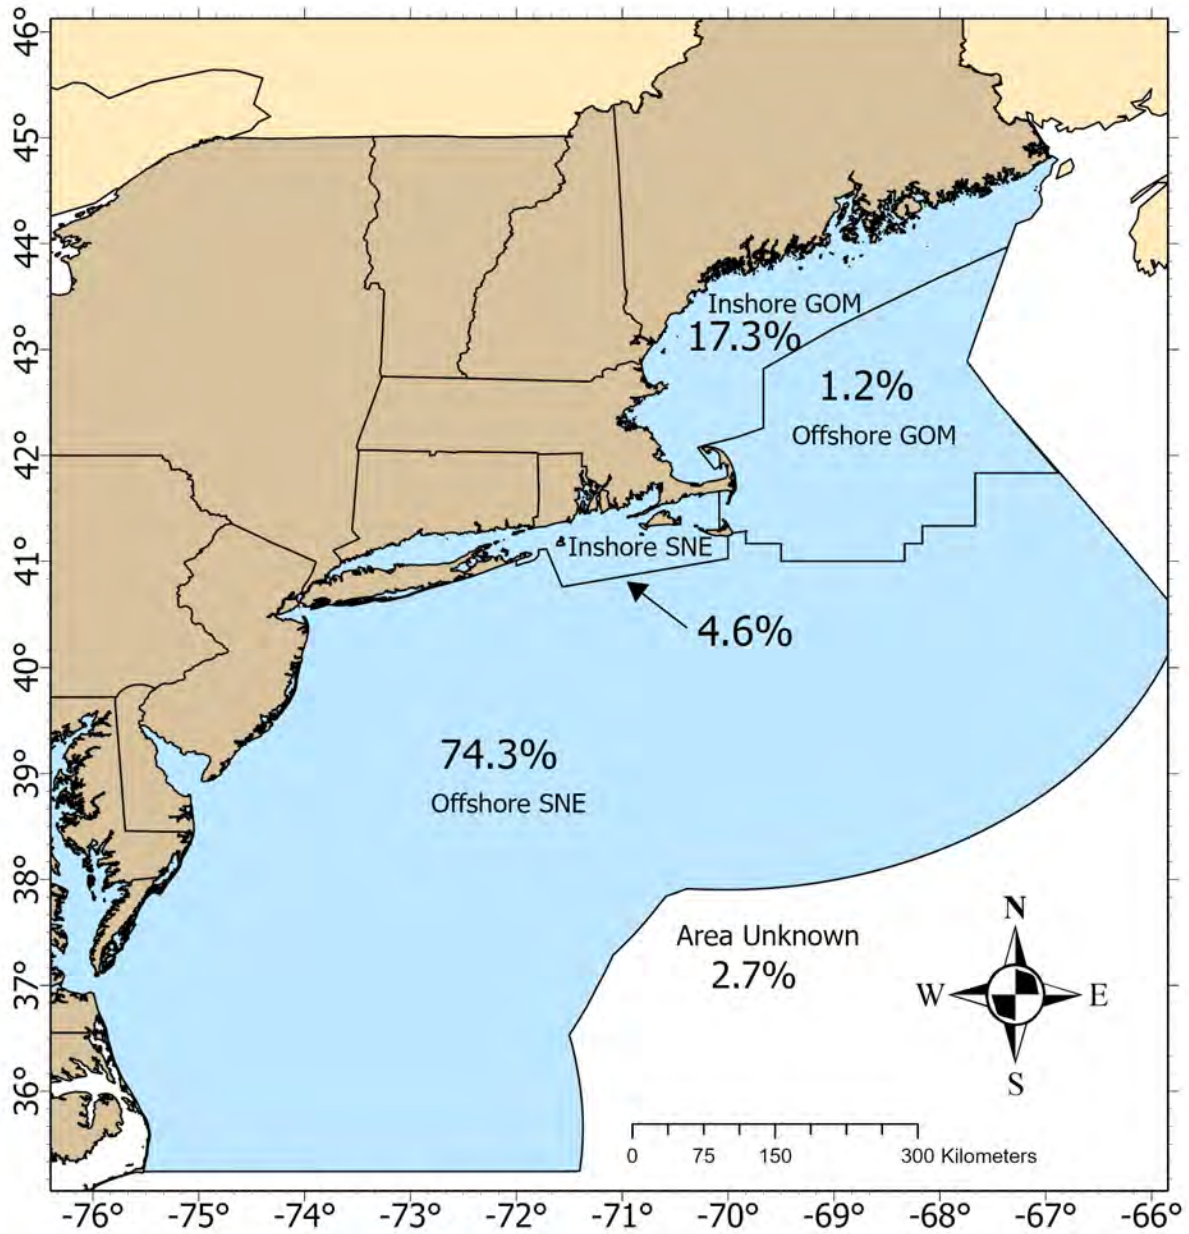 46°
45°
44°
43°
42°
41°
40°
39°
38°
37°
36°
Inshore GOM
17.3%
1.2%
Offshore GOM
Inshore SNE
4.6%
74.3%
Offshore SNE
Area Unknown
2.7%
N
W E
S
0 75 150 300 Kilometers
-76° -75° -74° -73° -72° -71° -70° -69° -68° -67° -66°